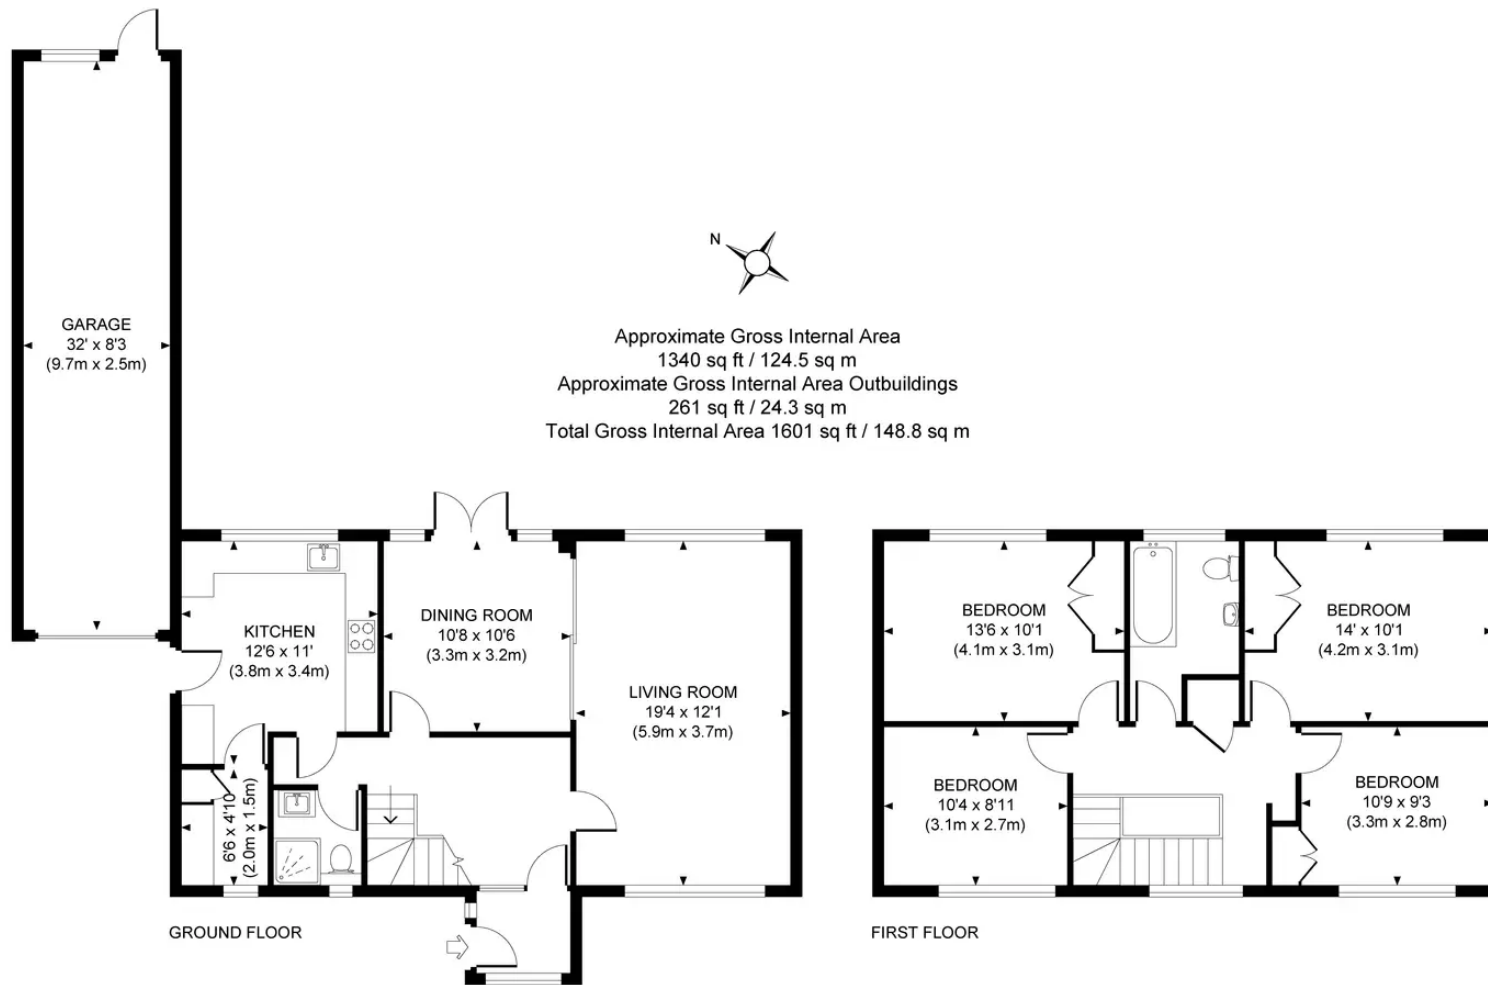 N
Approximate Gross Internal Area
1340 sq ft / 124.5 sq m
Approximate Gross Internal Area Outbuildings
261 sq ft / 24.3 sq m
Total Gross Internal Area 1601 sq ft / 148.8 sq m
GARAGE
32' x 8'3
(9.7m x 2.5m)
KITCHEN
12'6 x 11'
(3.8m x 3.4m)
DINING ROOM
10'8 x 10'6
(3.3m x 3.2m)
LIVING ROOM
19'4 x 12'1
(5.9m x 3.7m)
6'6 x 4'10
(2.0m x 1.5m)
GROUND FLOOR
BEDROOM
13'6 x 10'1
(4.1m x 3.1m)
BEDROOM
14' x 10'1
(4.2m x 3.1m)
BEDROOM
10'4 x 8'11
(3.1m x 2.7m)
BEDROOM
10'9 x 9'3
(3.3m x 2.8m)
FIRST FLOOR